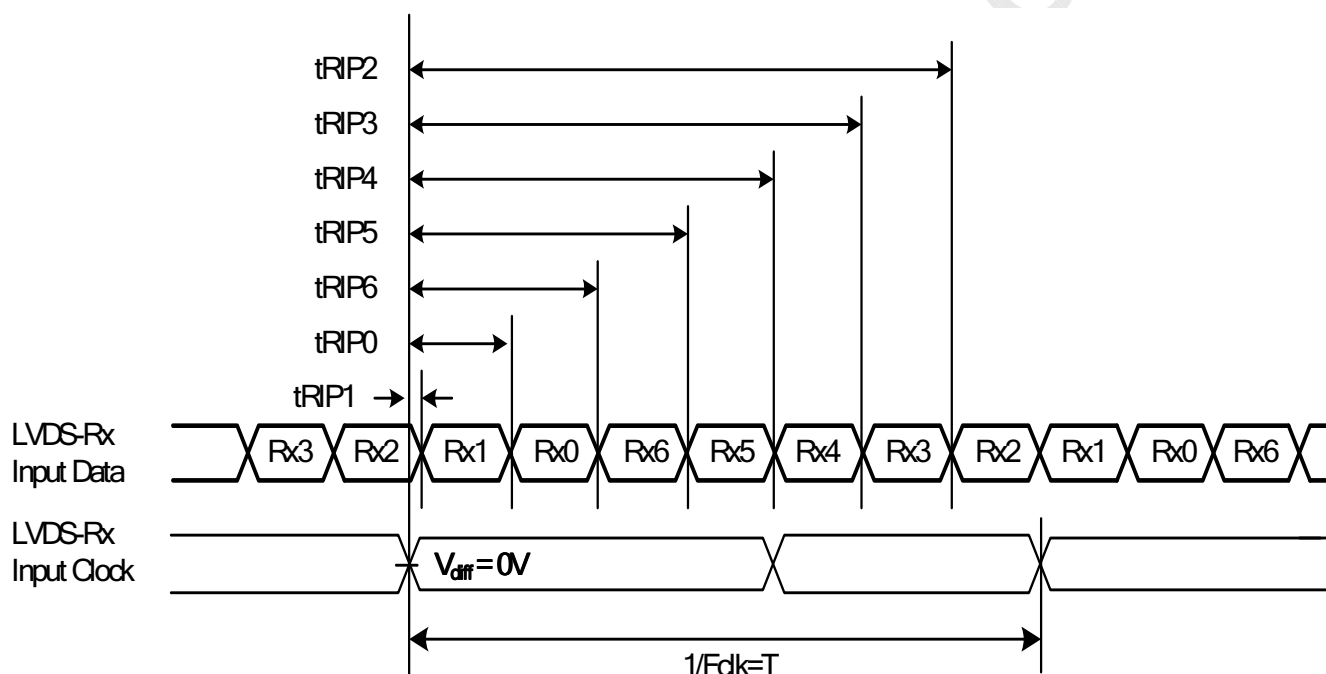 tRIP2
tRIP3
tRIP4
tRIP5
tRIP6
tRIP0
tRIP1
LVDS-Rx
Input Data
Rx3 Rx2 Rx1 Rx0 Rx6 Rx5 Rx4 Rx3 Rx2 Rx1 Rx0 Rx6
LVDS-Rx
Input Clock
Vdiff = 0V
1/Fclk=T